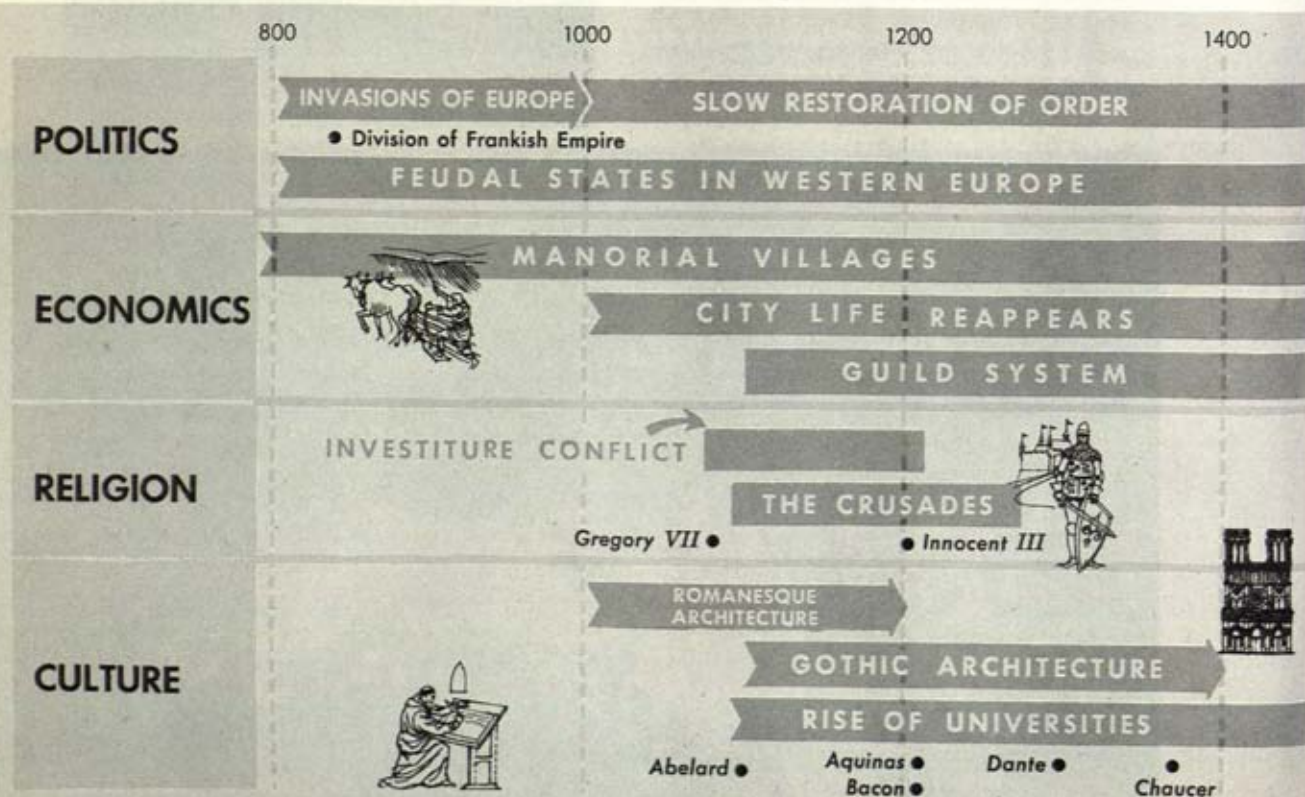 800 1000 1200 1400
POLITICS
INVASIONS OF EUROPE SLOW RESTORATION OF ORDER
Division of Frankish Empire
FEUDAL STATES IN WESTERN EUROPE
ECONOMICS
MANORIAL VILLAGES
CITY LIFE REAPPEARS
GUILD SYSTEM
RELIGION
INVESTITURE CONFLICT
THE CRUSADES
Gregory VII Innocent III
CULTURE
ROMANESQUE
ARCHITECTURE
GOTHIC ARCHITECTURE
RISE OF UNIVERSITIES
Abelard Aquinas Dante
Bacon Chaucer